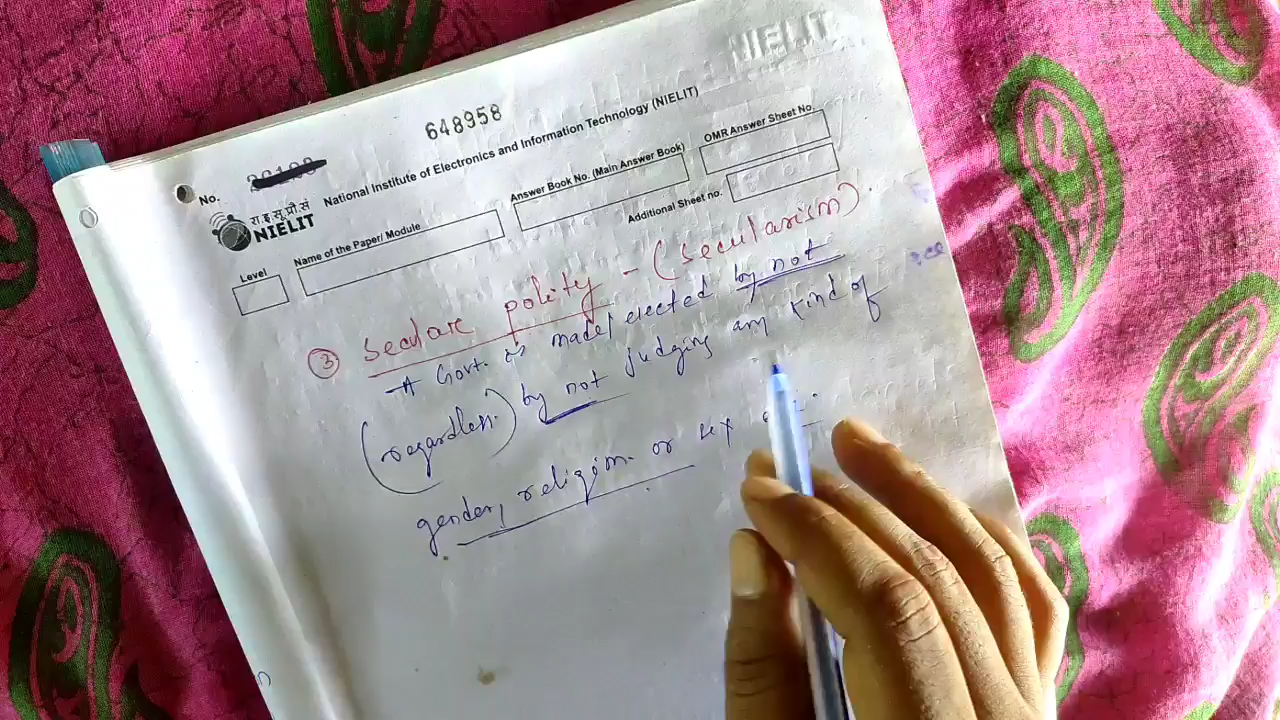 NIELIT
648958
No.
राइसूप्रौसं
NIELIT
National Institute of Electronics and Information Technology (NIELIT)
Level
Name of the Paper/ Module
Answer Book No. (Main Answer Book)
OMR Answer Sheet No.
Additional Sheet no.
③ Seculare polity - (Secularism).
A Govt. is made/ elected by not
(regardless.) by not judging any kind of
gender, religion or sex